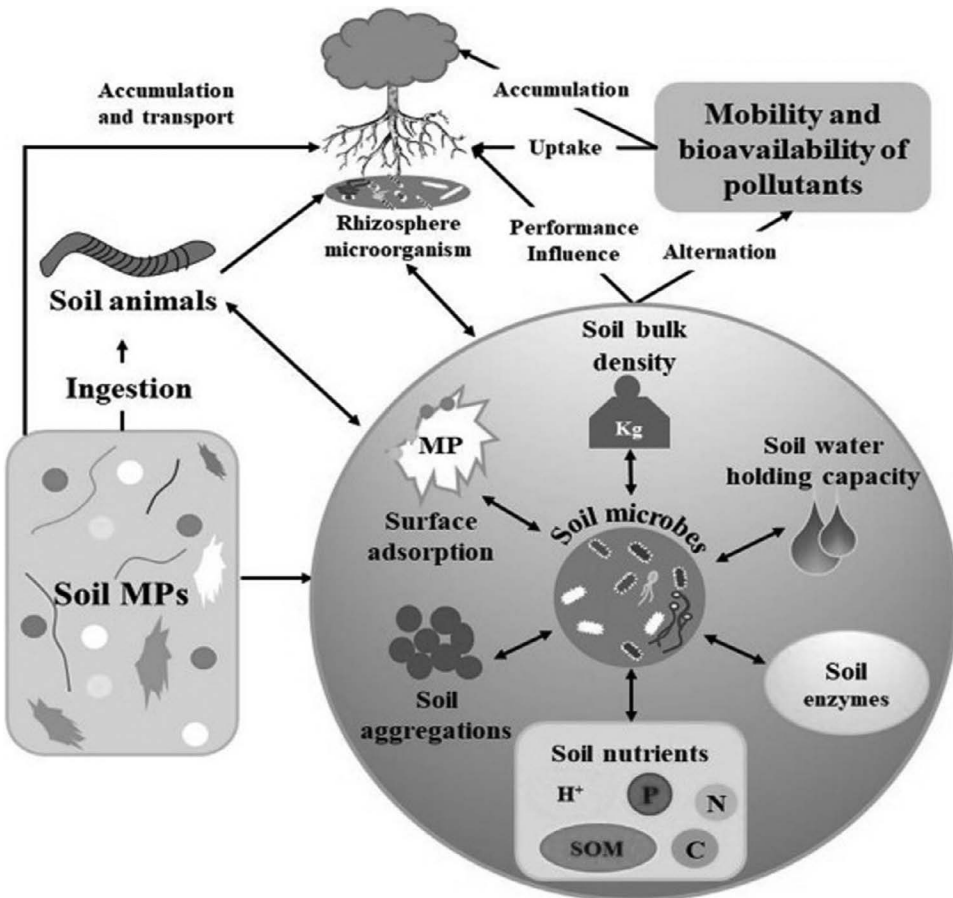 Accumulation
and transport
Accumulation
Uptake
Mobility and
bioavailability of
pollutants
Rhizosphere
microorganism
Performance
Influence
Alternation
Soil animals
Ingestion
Soil MPs
Soil bulk
density
Kg
MP
Surface
adsorption
Soil water
holding capacity
Soil microbes
Soil
aggregations
Soil
enzymes
Soil nutrients
H⁺
P
N
SOM
C